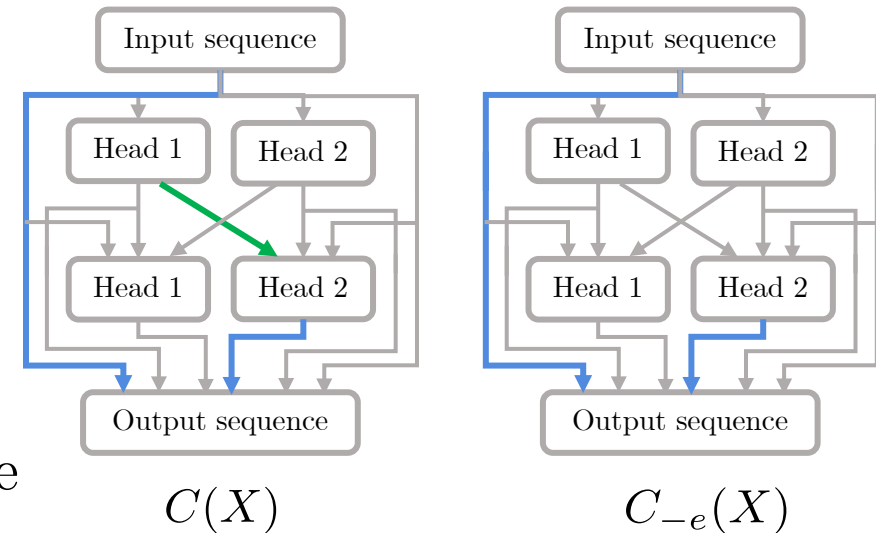 Input sequence Input sequence
Head 1 Head 2 Head 1 Head 2
Head 1 Head 2 Head 1 Head 2
Output sequence Output sequence
e
C(X) C₋ₑ(X)